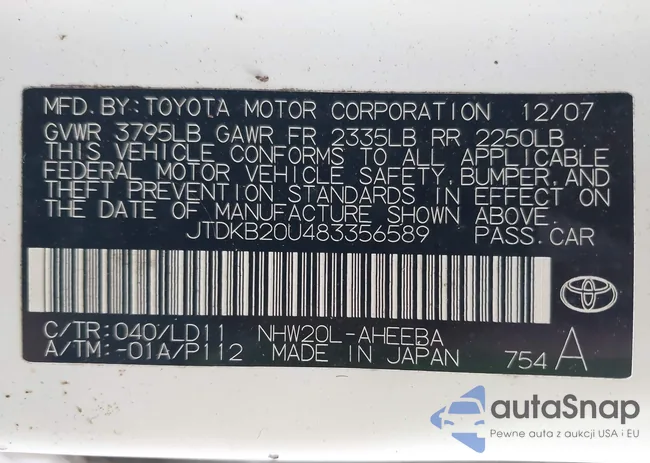 MFD. BY: TOYOTA MOTOR CORPORATION 12/07
GVWR 3795LB GAWR FR 2335LB RR 2250LB
THIS VEHICLE CONFORMS TO ALL APPLICABLE
FEDERAL MOTOR VEHICLE SAFETY, BUMPER, AND
THEFT PREVENTION STANDARDS IN EFFECT ON
THE DATE OF MANUFACTURE SHOWN ABOVE.
JTDKB20U483356589 PASS. CAR
C/TR: 040/LD11 NHW20L-AHEEBA
A/TM: -01A/P112 MADE IN JAPAN 754 A
autaSnap
Pewne auta z aukcji USA i EU